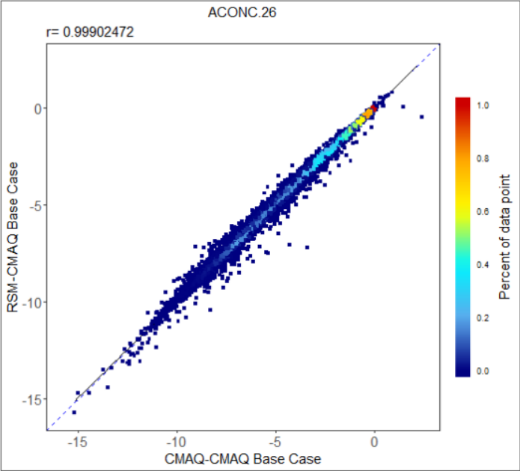 ACONC.26
r= 0.99902472
RSM-CMAQ Base Case
0
-5
-10
-15
-15 -10 -5 0
CMAQ-CMAQ Base Case
1.0
0.8
0.6
0.4
0.2
0.0
Percent of data point